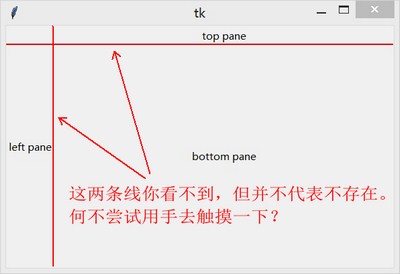 tk
top pane
left pane
bottom pane
这两条线你看不到，但并不代表不存在。
何不尝试用手去触摸一下？